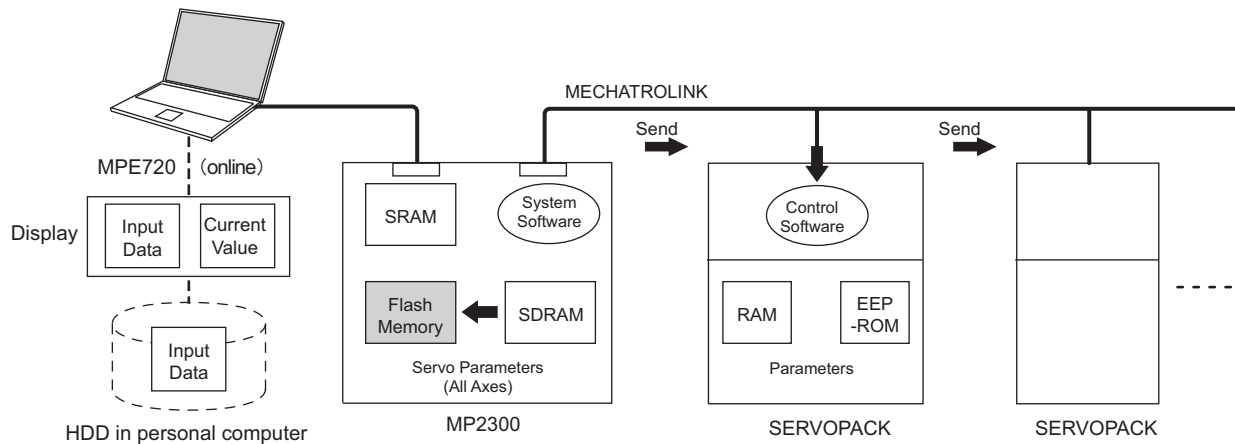 MECHATROLINK
Send
Send
MPE720 (online)
Display
Input
Data
Current
Value
SRAM
System
Software
Control
Software
Flash
Memory
SDRAM
RAM
EEP
-ROM
Input
Data
Servo Parameters
(All Axes)
Parameters
HDD in personal computer
MP2300
SERVOPACK
SERVOPACK